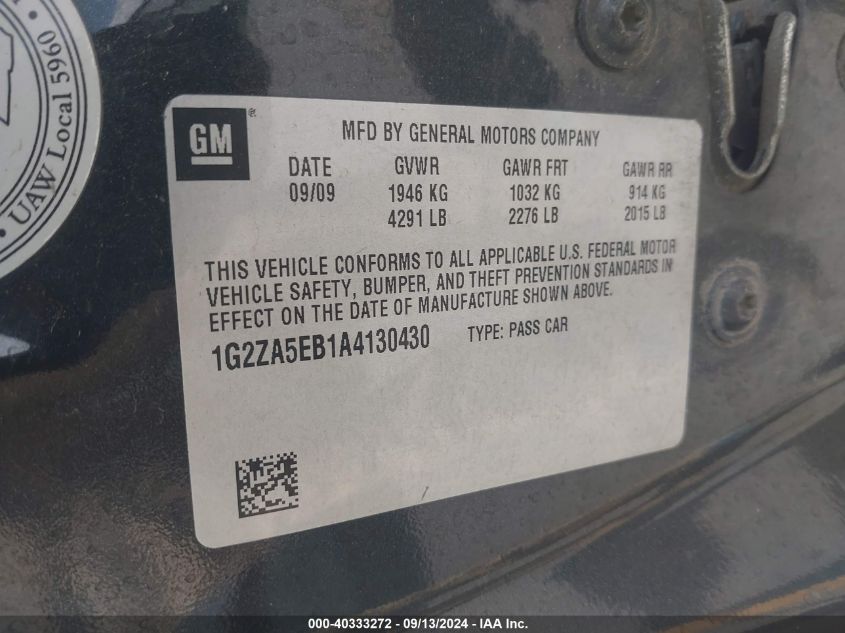 UAW Local 5960
GM
®
MFD BY GENERAL MOTORS COMPANY
DATE GVWR GAWR FRT GAWR RR
09/09 1946 KG 1032 KG 914 KG
4291 LB 2276 LB 2015 LB
THIS VEHICLE CONFORMS TO ALL APPLICABLE U.S. FEDERAL MOTOR
VEHICLE SAFETY, BUMPER, AND THEFT PREVENTION STANDARDS IN
EFFECT ON THE DATE OF MANUFACTURE SHOWN ABOVE.
1G2ZA5EB1A4130430 TYPE: PASS CAR
000-40333272 - 09/13/2024 - IAA Inc.